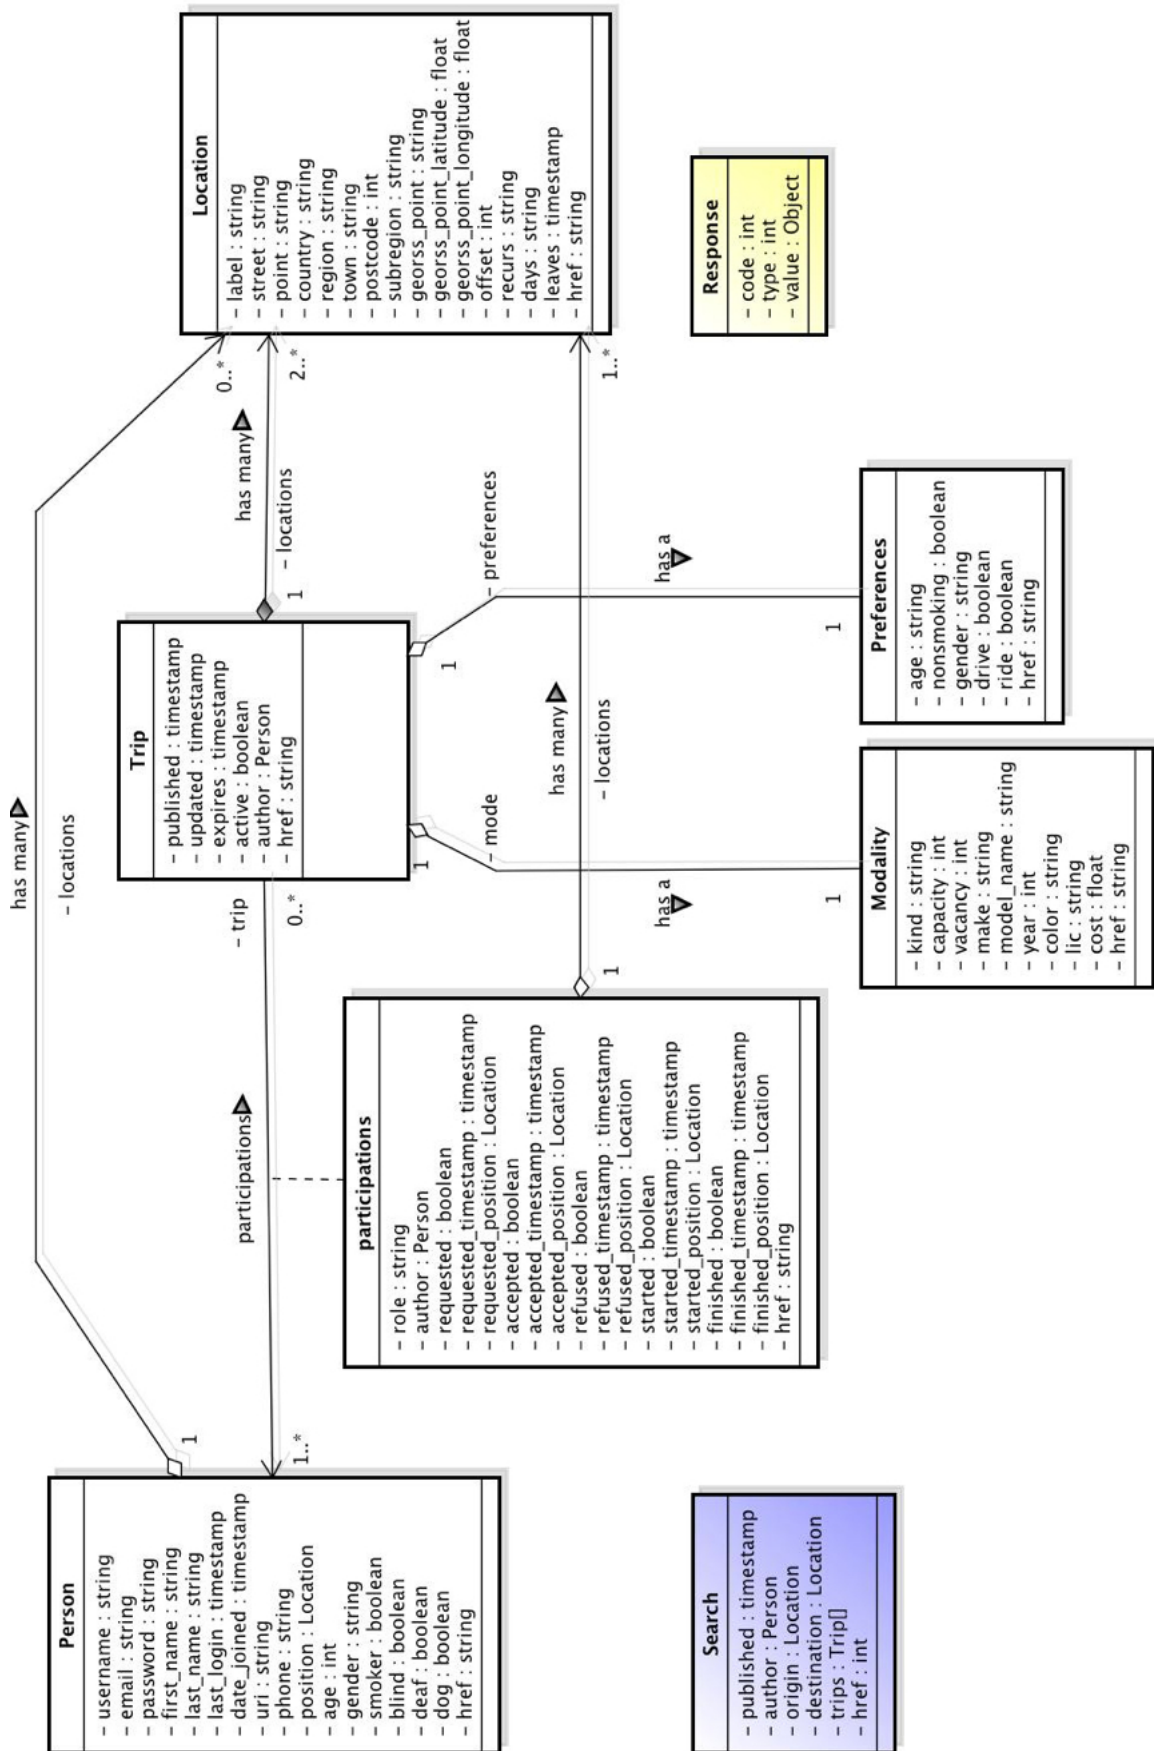 Person
– username : string
– email : string
– password : string
– first_name : string
– last_name : string
– last_login : timestamp
– date_joined : timestamp
– uri : string
– phone : string
– position : Location
– age : int
– gender : string
– smoker : boolean
– blind : boolean
– deaf : boolean
– dog : boolean
– href : string
has many
– locations
1
0..*
Trip
– published : timestamp
– updated : timestamp
– expires : timestamp
– active : boolean
– author : Person
– href : string
participations
– trip
0..*
1..*
has many
– locations
1
2..*
Location
– label : string
– street : string
– point : string
– country : string
– region : string
– town : string
– postcode : int
– subregion : string
– georss_point : string
– georss_point_latitude : float
– georss_point_longitude : float
– offset : int
– recurs : string
– days : string
– leaves : timestamp
– href : string
participations
– role : string
– author : Person
– requested : boolean
– requested_timestamp : timestamp
– requested_position : Location
– accepted : boolean
– accepted_timestamp : timestamp
– accepted_position : Location
– refused : boolean
– refused_timestamp : timestamp
– refused_position : Location
– started : boolean
– started_timestamp : timestamp
– started_position : Location
– finished : boolean
– finished_timestamp : timestamp
– finished_position : Location
– href : string
has many
– locations
1
1..*
1
– mode
has a
1
1
– preferences
has a
1
Search
– published : timestamp
– author : Person
– origin : Location
– destination : Location
– trips : Trip[]
– href : int
Modality
– kind : string
– capacity : int
– vacancy : int
– make : string
– model_name : string
– year : int
– color : string
– lic : string
– cost : float
– href : string
Preferences
– age : string
– nonsmoking : boolean
– gender : string
– drive : boolean
– ride : boolean
– href : string
Response
– code : int
– type : int
– value : Object